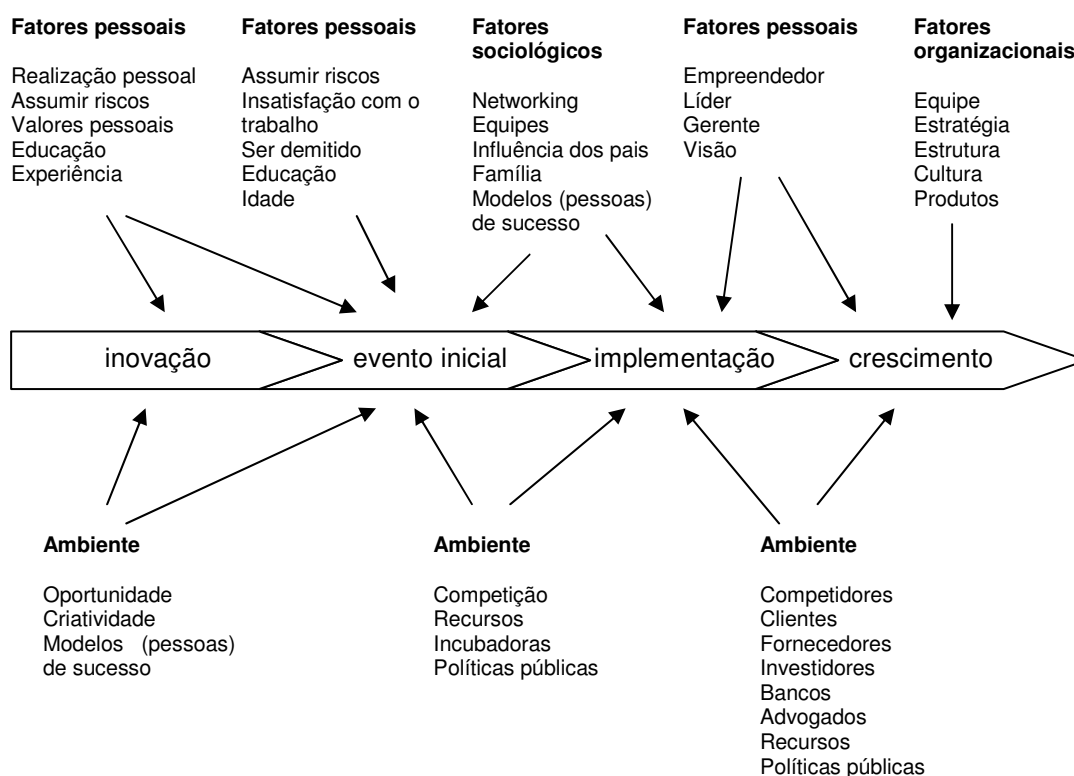 Fatores pessoais
Realização pessoal
Assumir riscos
Valores pessoais
Educação
Experiência
Fatores pessoais
Assumir riscos
Insatisfação com o
trabalho
Ser demitido
Educação
Idade
Fatores
sociológicos
Networking
Equipes
Influência dos pais
Família
Modelos (pessoas)
de sucesso
Fatores pessoais
Empreendedor
Líder
Gerente
Visão
Fatores
organizacionais
Equipe
Estratégia
Estrutura
Cultura
Produtos
inovação
evento inicial
implementação
crescimento
Ambiente
Oportunidade
Criatividade
Modelos (pessoas)
de sucesso
Ambiente
Competição
Recursos
Incubadoras
Políticas públicas
Ambiente
Competidores
Clientes
Fornecedores
Investidores
Bancos
Advogados
Recursos
Políticas públicas